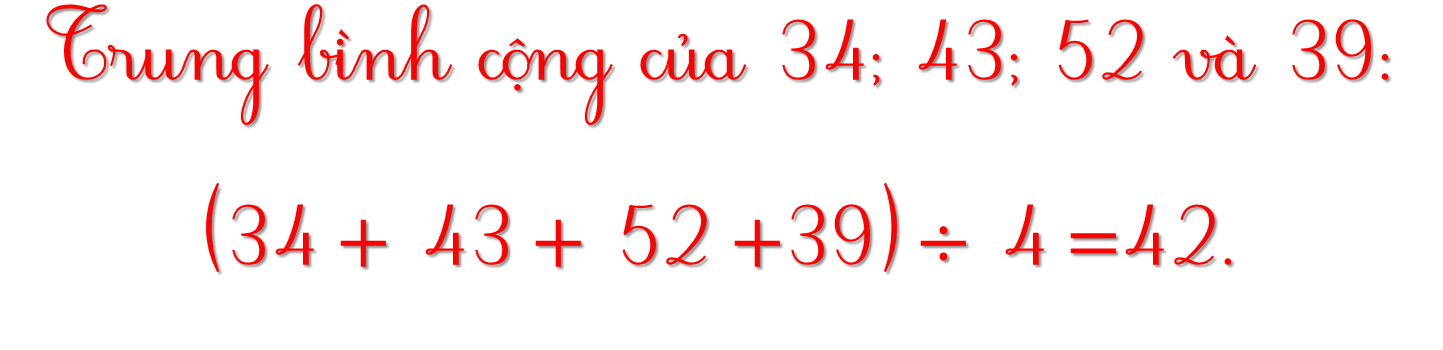 Trung bình cộng của 34; 43; 52 và 39:
(34 + 43 + 52 +39) ÷ 4 =42.